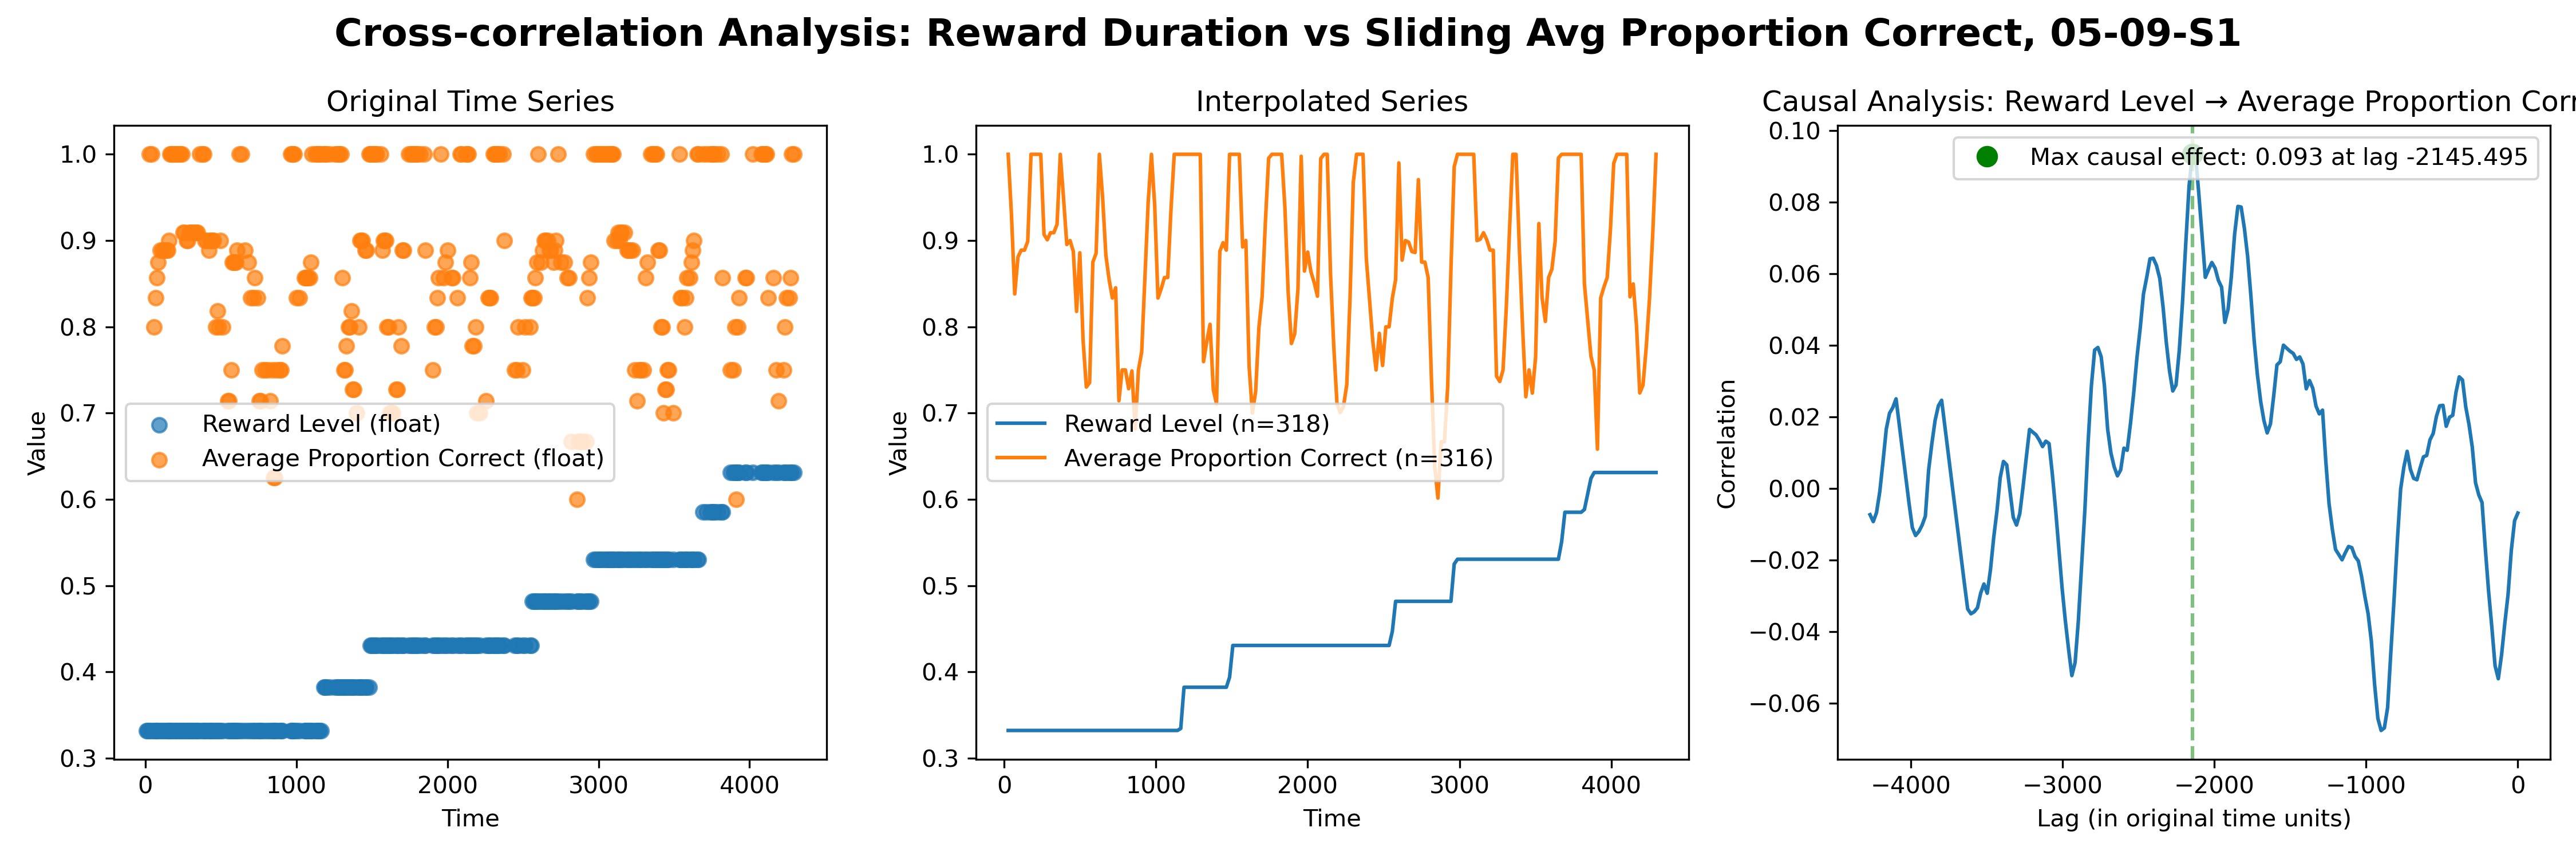 Cross-correlation Analysis: Reward Duration vs Sliding Avg Proportion Correct, 05-09-S1
Original Time Series
Value
1.0
0.9
0.8
0.7
0.6
0.5
0.4
0.3
Reward Level (float)
Average Proportion Correct (float)
0 1000 2000 3000 4000
Time
Interpolated Series
Value
1.0
0.9
0.8
0.7
0.6
0.5
0.4
0.3
Reward Level (n=318)
Average Proportion Correct (n=316)
0 1000 2000 3000 4000
Time
Causal Analysis: Reward Level → Average Proportion Corr
Correlation
0.10
0.08
0.06
0.04
0.02
0.00
−0.02
−0.04
−0.06
Max causal effect: 0.093 at lag -2145.495
−4000 −3000 −2000 −1000 0
Lag (in original time units)